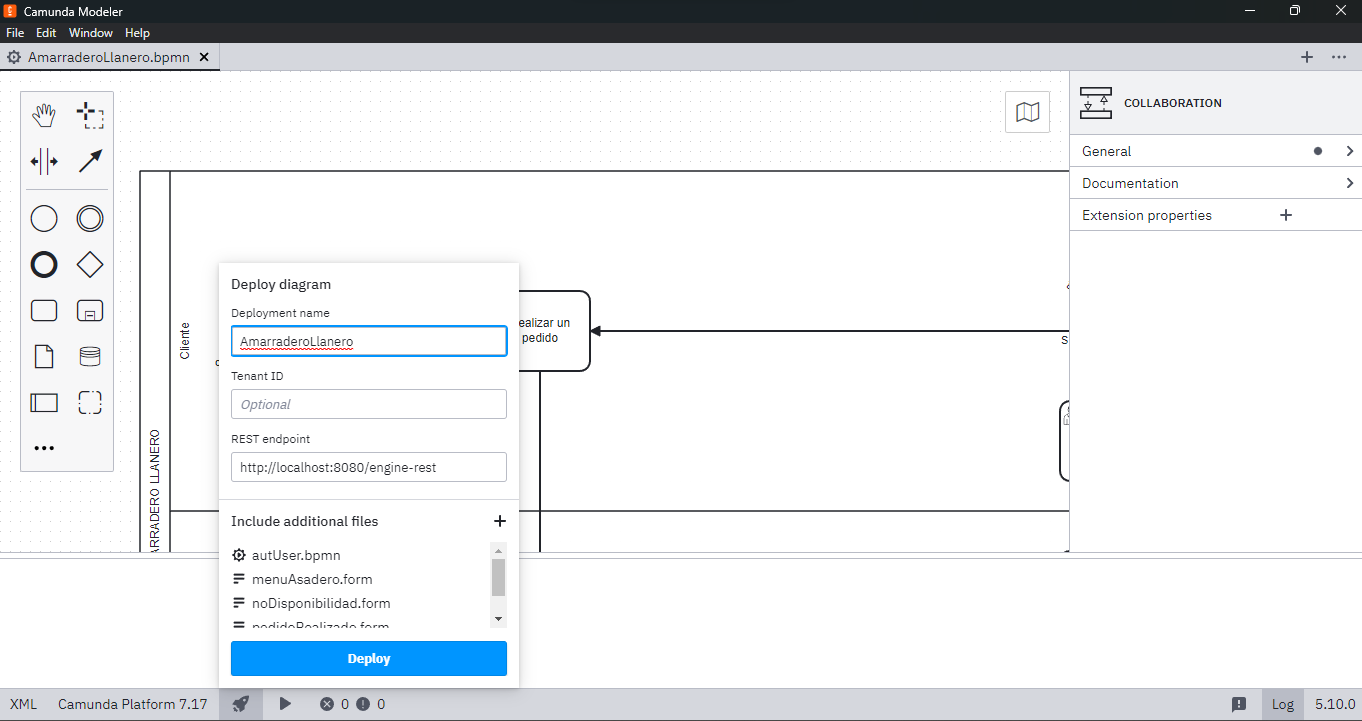 Camunda Modeler
File Edit Window Help
AmarraderoLlanero.bpmn
COLLABORATION
General
Documentation
Extension properties
Cliente
ealizar un
pedido
Deploy diagram
Deployment name
AmarraderoLlanero
Tenant ID
Optional
REST endpoint
http://localhost:8080/engine-rest
Include additional files
autUser.bpmn
menuAsadero.form
noDisponibilidad.form
pedidoRealizado.form
Deploy
ARRADERO LLANERO
XML Camunda Platform 7.17 0 0 Log 5.10.0